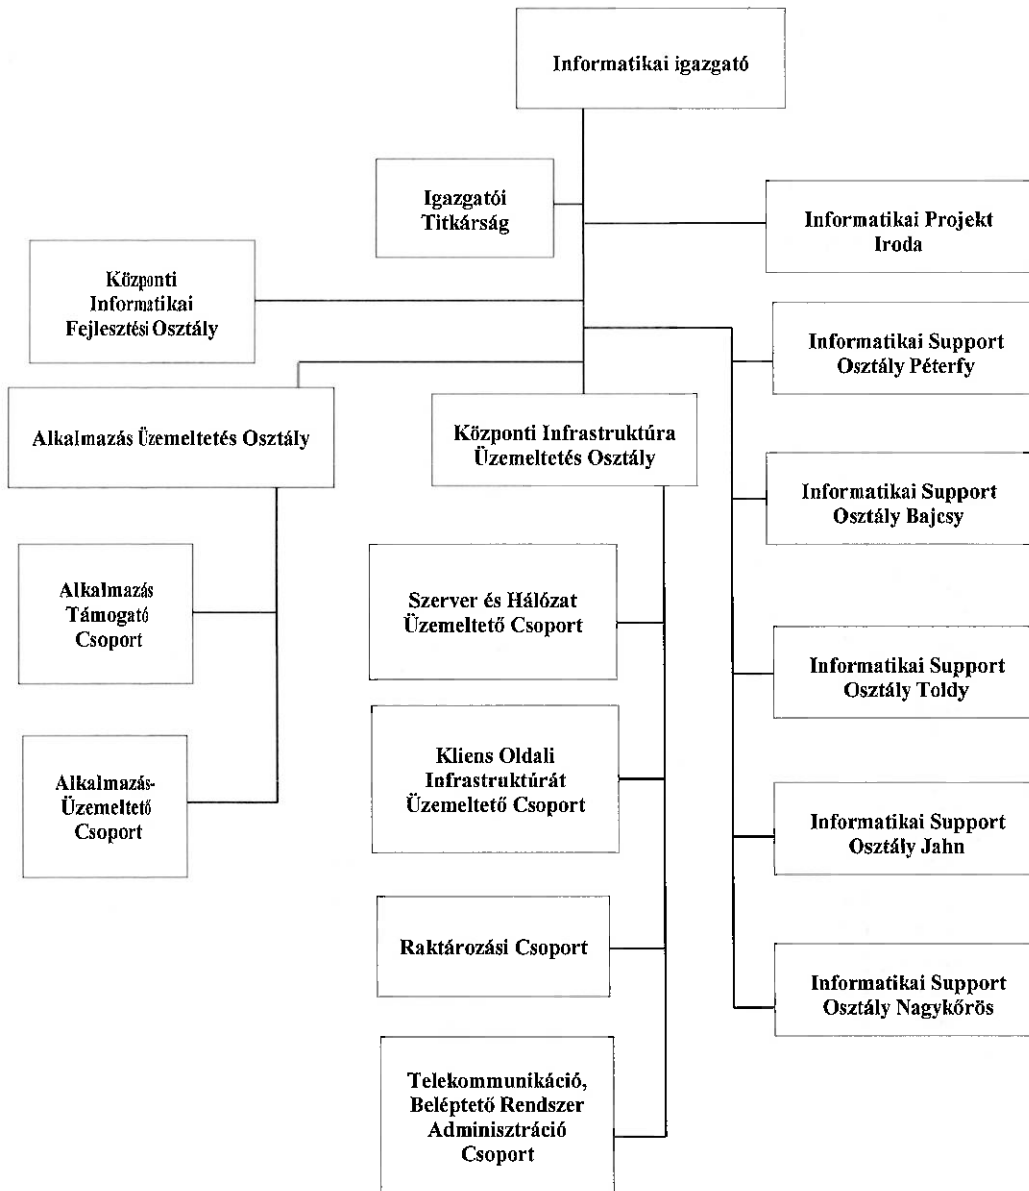 Informatikai igazgató
Igazgatói
Titkárság
Informatikai Projekt
Iroda
Központi
Informatikai
Fejlesztési Osztály
Informatikai Support
Osztály Péterfy
Alkalmazás Üzemeltetés Osztály
Központi Infrastruktúra
Üzemeltetés Osztály
Informatikai Support
Osztály Bajcsy
Alkalmazás
Támogató
Csoport
Szerver és Hálózat
Üzemeltető Csoport
Informatikai Support
Osztály Toldy
Alkalmazás-
Üzemeltető
Csoport
Kliens Oldali
Infrastruktúrát
Üzemeltető Csoport
Informatikai Support
Osztály Jahn
Raktározási Csoport
Informatikai Support
Osztály Nagykőrös
Telekommunikáció,
Beléptető Rendszer
Adminisztráció
Csoport